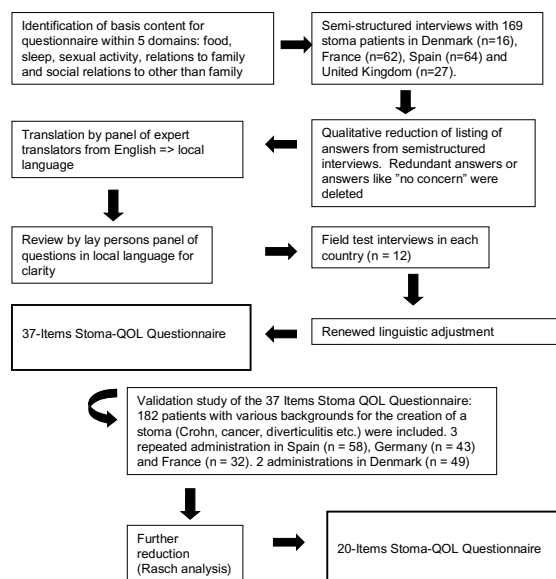 Identification of basis content for
questionnaire within 5 domains: food,
sleep, sexual activity, relations to family
and social relations to other than family
Semi-structured interviews with 169
stoma patients in Denmark (n=16),
France (n=62), Spain (n=64) and
United Kingdom (n=27).
Qualitative reduction of listing of
answers from semistructured
interviews. Redundant answers or
answers like ”no concern” were
deleted
Translation by panel of expert
translators from English => local
language
Review by lay persons panel of
questions in local language for
clarity
Field test interviews in each
country (n = 12)
Renewed linguistic adjustment
37-Items Stoma-QOL Questionnaire
Validation study of the 37 Items Stoma QOL Questionnaire:
182 patients with various backgrounds for the creation of a
stoma (Crohn, cancer, diverticulitis etc.) were included. 3
repeated administration in Spain (n = 58), Germany (n = 43)
and France (n = 32). 2 administrations in Denmark (n = 49)
Further
reduction
(Rasch analysis)
20-Items Stoma-QOL Questionnaire